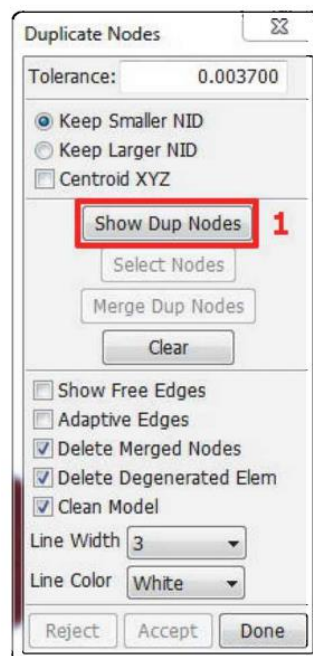 Duplicate Nodes
Tolerance: 0.003700
Keep Smaller NID
Keep Larger NID
Centroid XYZ
Show Dup Nodes 1
Select Nodes
Merge Dup Nodes
Clear
Show Free Edges
Adaptive Edges
Delete Merged Nodes
Delete Degenerated Elem
Clean Model
Line Width 3
Line Color White
Reject Accept Done